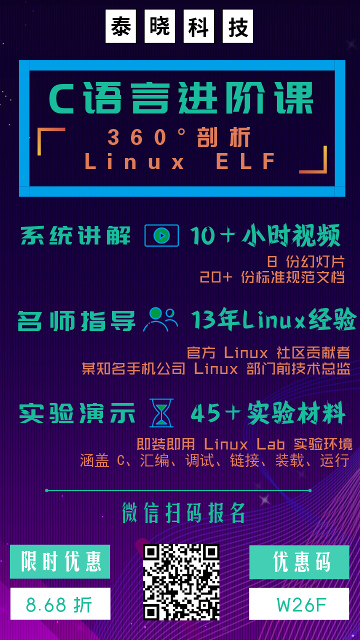 泰晓科技
C语言进阶课
360°剖析
Linux ELF
系统讲解
10+小时视频
8 份幻灯片
20+ 份标准规范文档
名师指导
13年Linux经验
官方 Linux 社区贡献者
某知名手机公司 Linux 部门前技术总监
实验演示
45+实验材料
即装即用 Linux Lab 实验环境
涵盖 C、汇编、调试、链接、装载、运行
微信扫码报名
限时优惠
8.68 折
优惠码
W26F